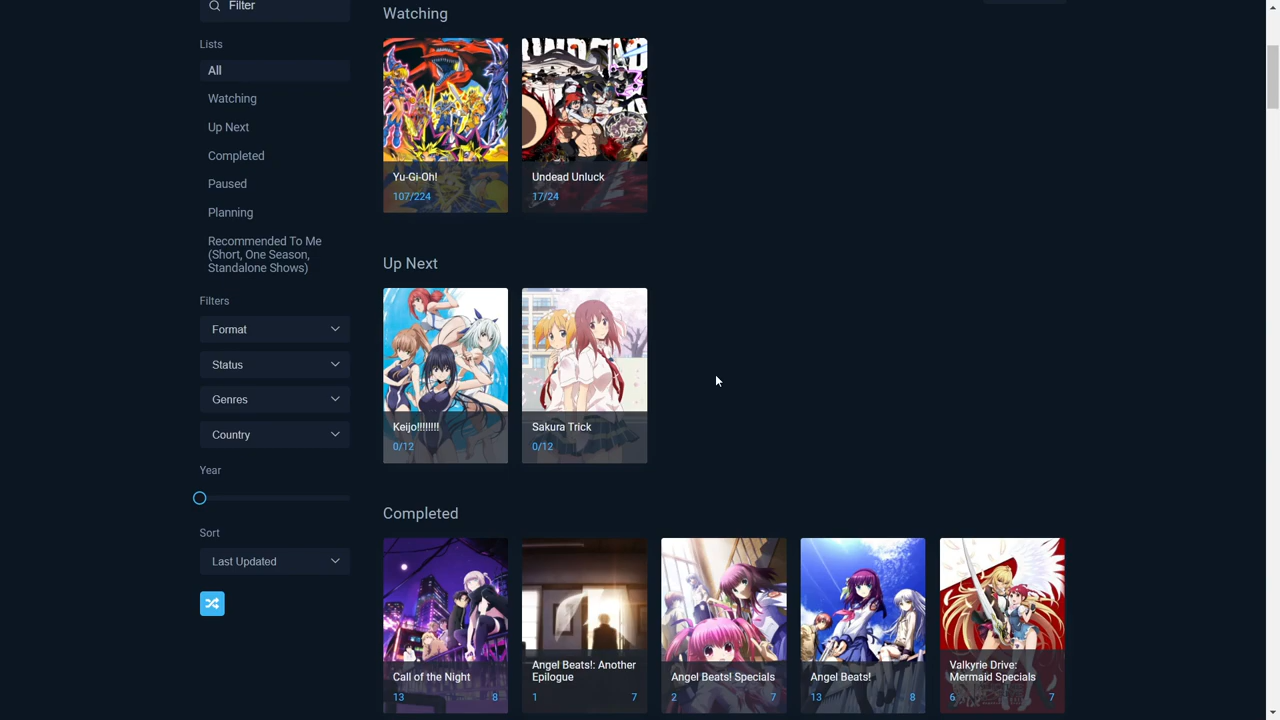 Filter
Lists
All
Watching
Up Next
Completed
Paused
Planning
Recommended To Me
(Short, One Season,
Standalone Shows)
Filters
Format
Status
Genres
Country
Year
Sort
Last Updated
Watching
Yu-Gi-Oh!
107/224
UNDEAD
Undead Unluck
17/24
Up Next
Keijo!!!!!!!!
0/12
Sakura Trick
0/12
Completed
Call of the Night
13 8
Angel Beats!: Another
Epilogue
1 7
Angel Beats! Specials
2 7
Angel Beats!
13 8
Valkyrie Drive:
Mermaid Specials
6 7